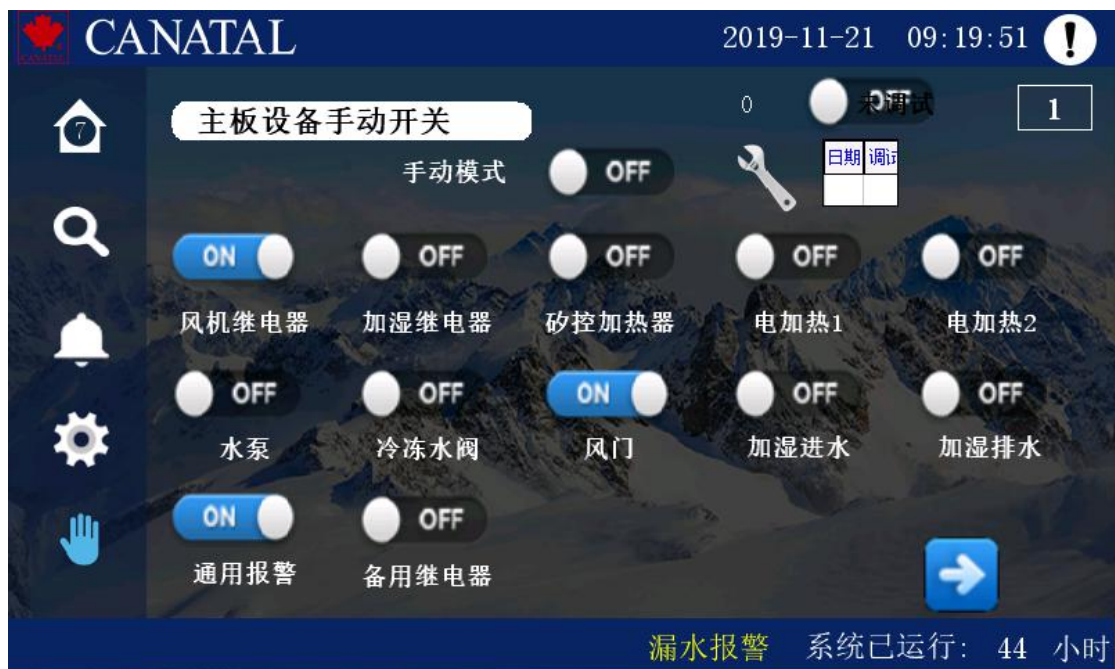 CANATAL
2019-11-21 09:19:51
CANATAL
7
主板设备手动开关
0
OFF
未调试
1
手动模式
OFF
日期 调
ON OFF OFF OFF OFF
风机继电器 加湿继电器 矽控加热器 电加热1 电加热2
OFF OFF ON OFF OFF
水泵 冷冻水阀 风门 加湿进水 加湿排水
ON OFF
通用报警 备用继电器
漏水报警 系统已运行: 44 小时